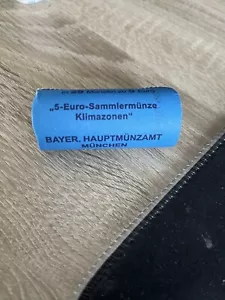 „5-Euro-Sammlermünze
Klimazonen"
BAYER. HAUPTMÜNZAMT
MÜNCHEN